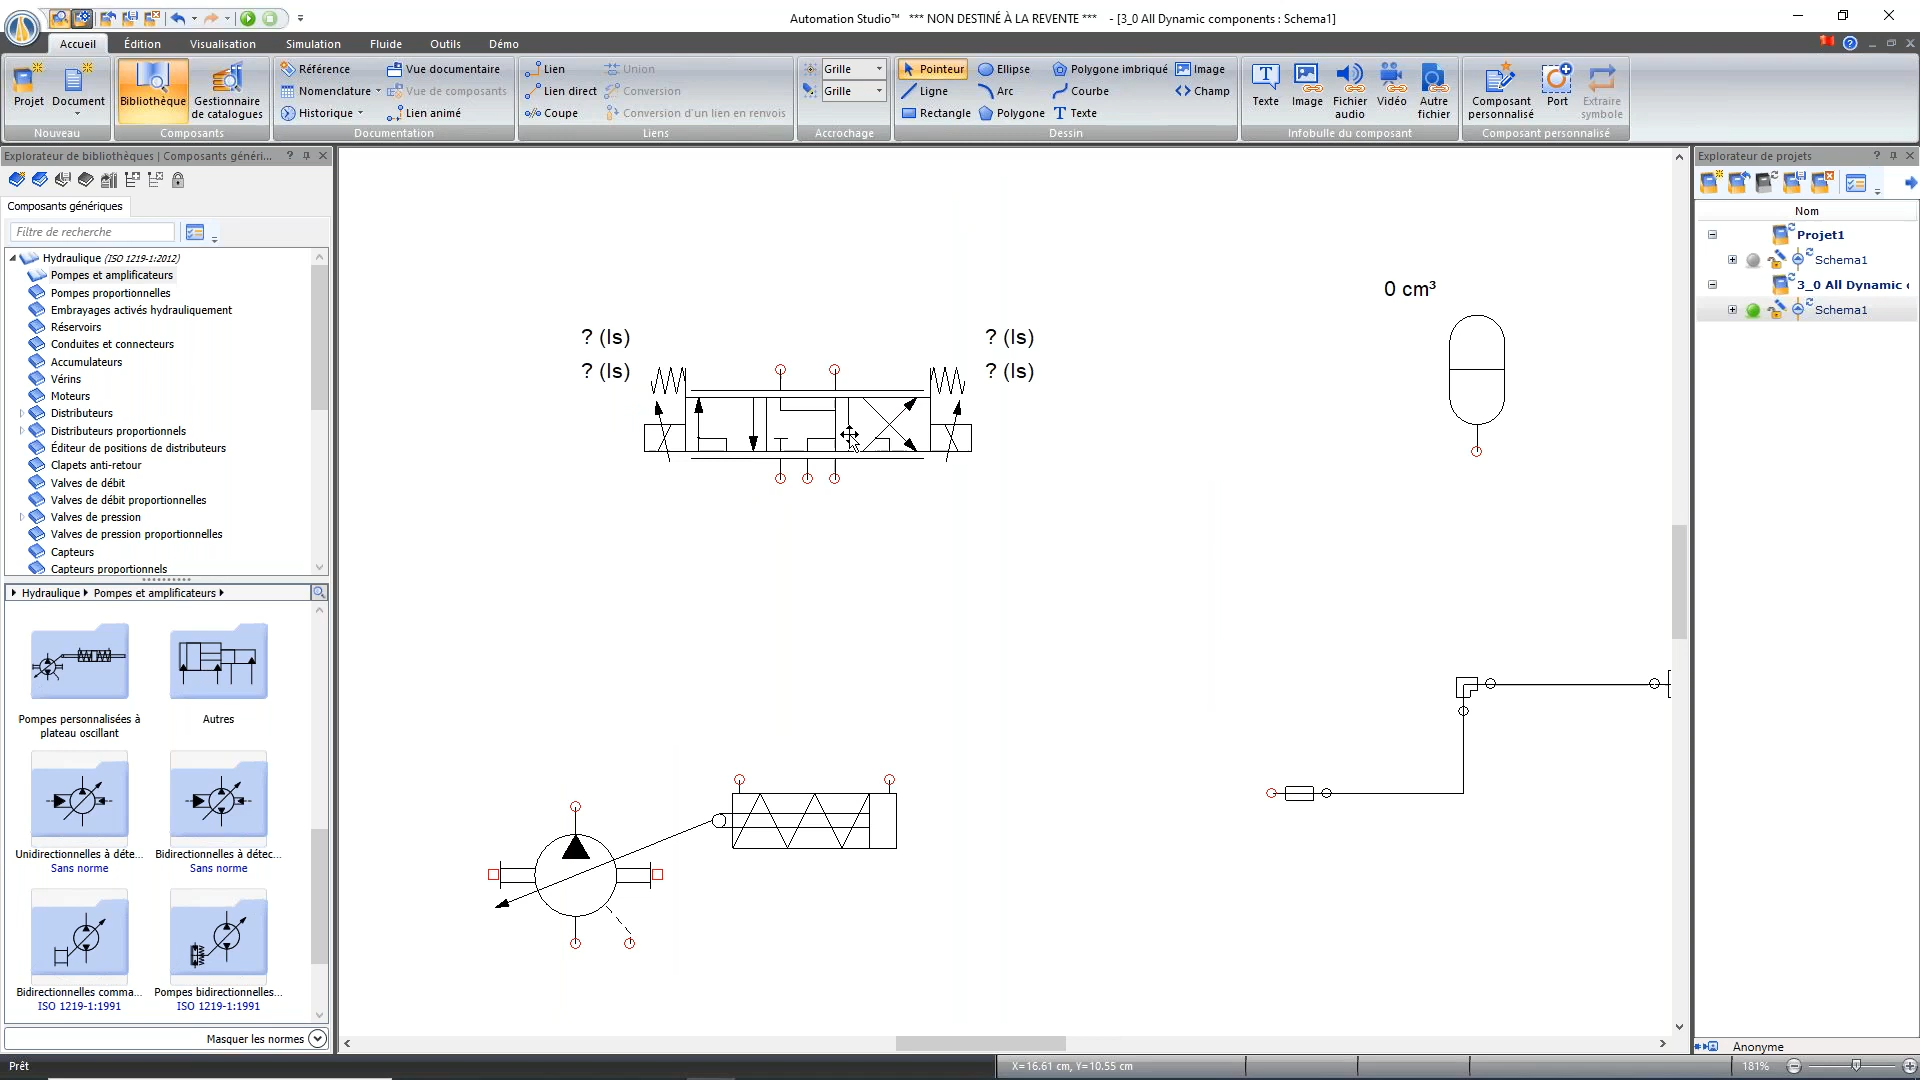 Automation Studio™   *** NON DESTINÉ À LA REVENTE ***   - [3_0 All Dynamic components : Schema1]
Accueil Édition Visualisation Simulation Fluide Outils Démo
Projet
Document
Nouveau
Bibliothèque
Gestionnaire
de catalogues
Composants
Référence
Nomenclature
Historique
Vue documentaire
Vue de composants
Lien animé
Documentation
Lien
Lien direct
Coupe
Union
Conversion
Conversion d'un lien en renvois
Liens
Grille
Grille
Accrochage
Pointeur
Ligne
Rectangle
Ellipse
Arc
Polygone
Polygone imbriqué
Courbe
Texte
Image
Champ
Dessin
Texte
Image
Fichier
audio
Vidéo
Autre
fichier
Infobulle du composant
Composant
personnalisé
Port
Extraire
symbole
Composant personnalisé
Explorateur de bibliothèques | Composants généri...
Composants génériques
Filtre de recherche
Hydraulique (ISO 1219-1:2012)
Pompes et amplificateurs
Pompes proportionnelles
Embrayages activés hydrauliquement
Réservoirs
Conduites et connecteurs
Accumulateurs
Vérins
Moteurs
Distributeurs
Distributeurs proportionnels
Éditeur de positions de distributeurs
Clapets anti-retour
Valves de débit
Valves de débit proportionnelles
Valves de pression
Valves de pression proportionnelles
Capteurs
Capteurs proportionnels
Hydraulique Pompes et amplificateurs
Pompes personnalisées à
plateau oscillant
Autres
Unidirectionnelles à déte...
Sans norme
Bidirectionnelles à détec...
Sans norme
Bidirectionnelles comma...
ISO 1219-1:1991
Pompes bidirectionnelles...
ISO 1219-1:1991
Masquer les normes
? (ls)
? (ls)
? (ls)
? (ls)
0 cm³
Explorateur de projets
Nom
Projet1
Schema1
3_0 All Dynamic
Schema1
Anonyme
Prêt
X=16.61 cm, Y=10.55 cm
181%